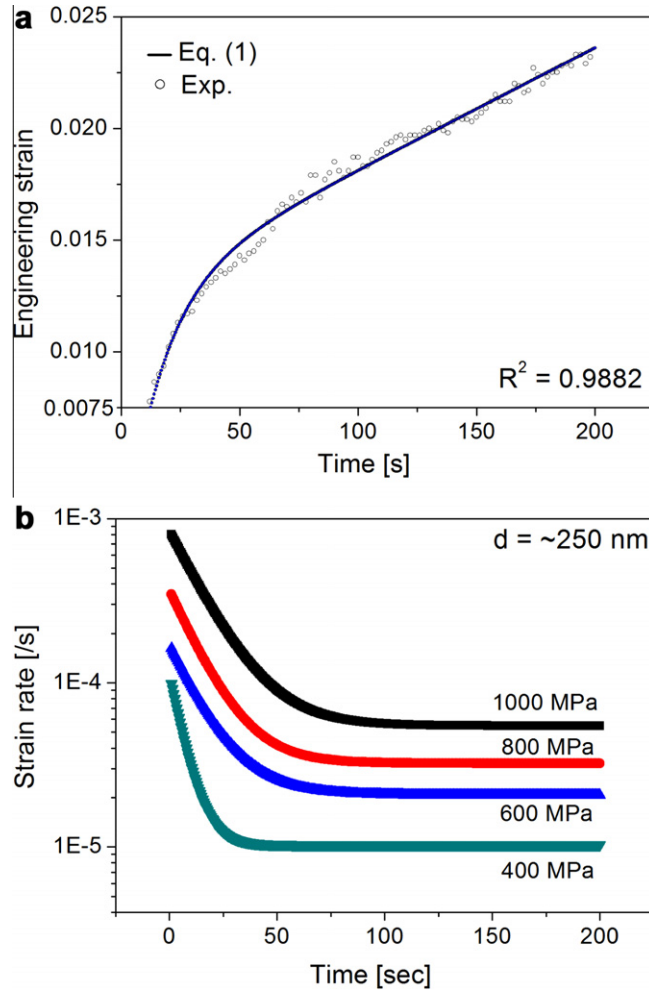 a
0.025
0.020
0.015
0.010
0.0075
Engineering strain
Eq. (1)
Exp.
R² = 0.9882
0 50 100 150 200
Time [s]
b
1E-3
1E-4
1E-5
Strain rate [/s]
d = ~250 nm
1000 MPa
800 MPa
600 MPa
400 MPa
0 50 100 150 200
Time [sec]